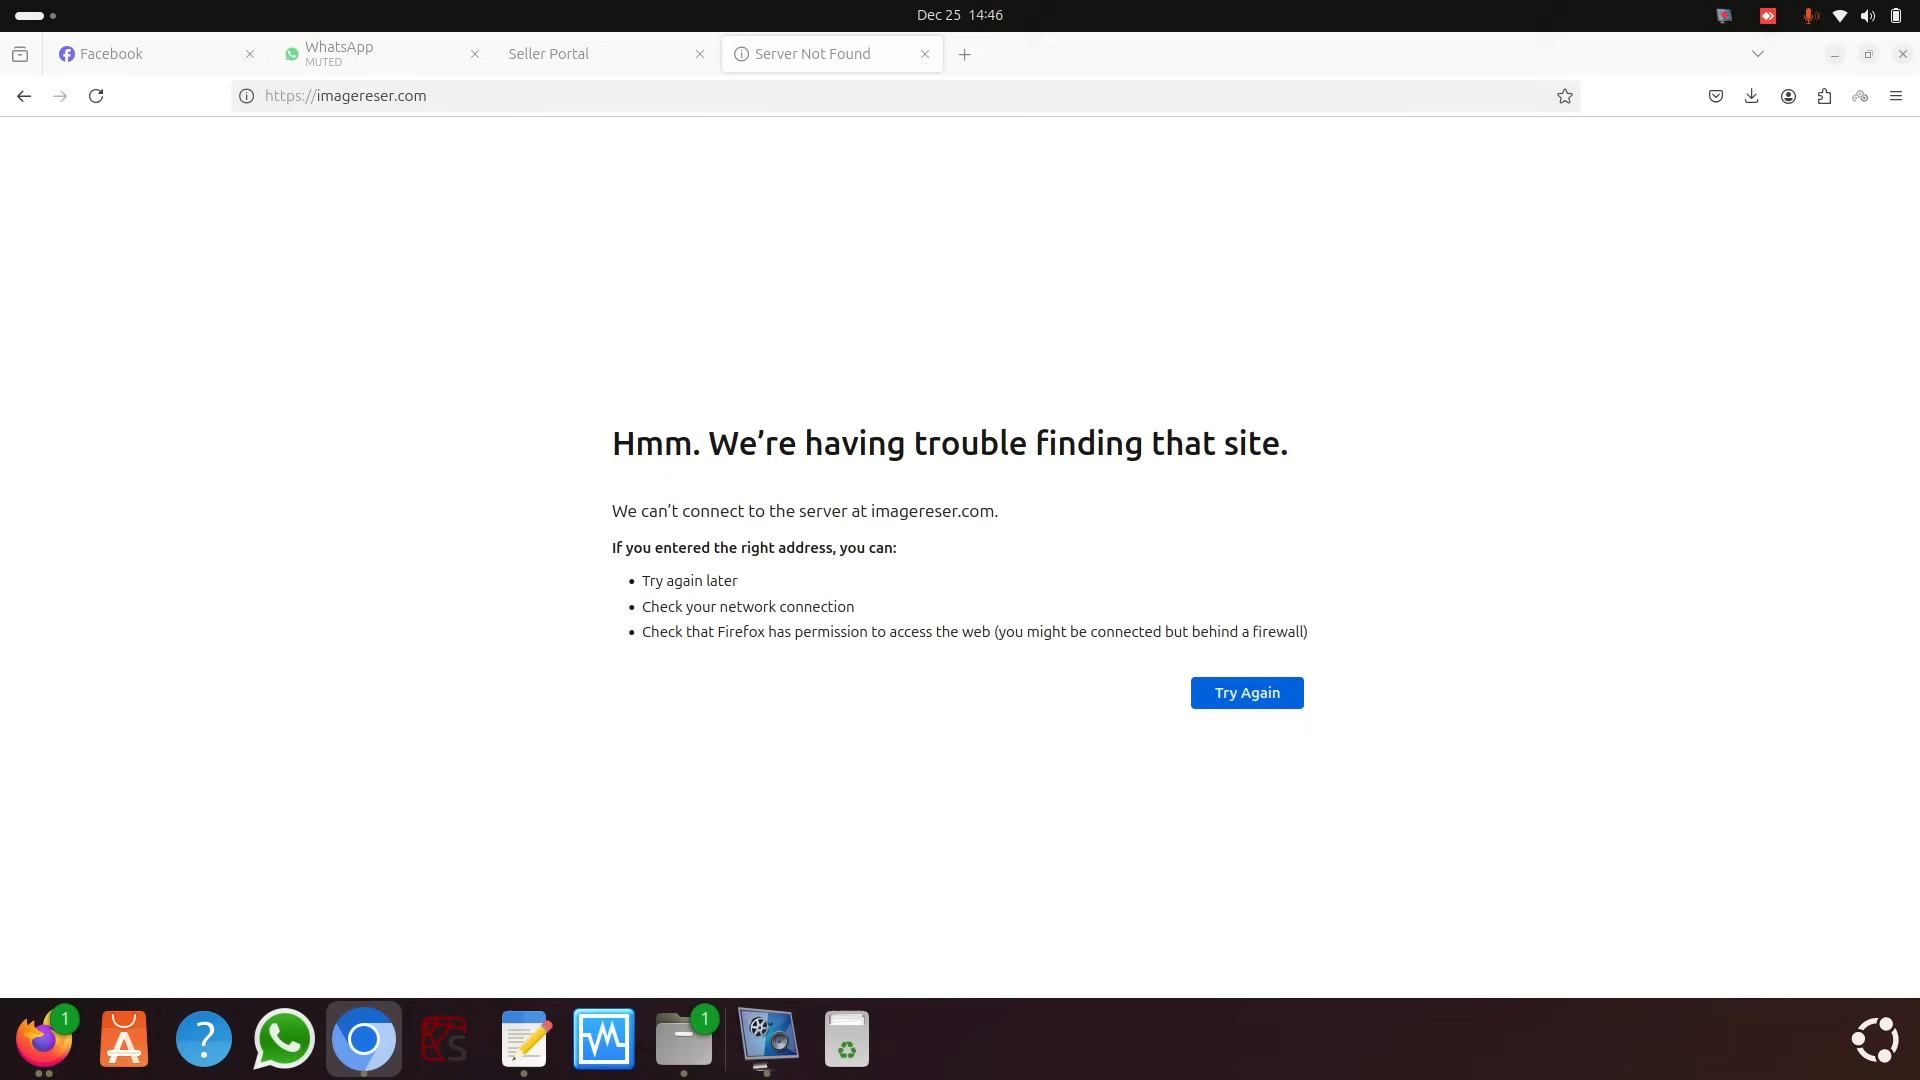 Dec 25 14:46
Facebook
WhatsApp
MUTED
Seller Portal
Server Not Found
https://imagereser.com
Hmm. We’re having trouble finding that site.
We can’t connect to the server at imagereser.com.
If you entered the right address, you can:
Try again later
Check your network connection
Check that Firefox has permission to access the web (you might be connected but behind a firewall)
Try Again
1
1